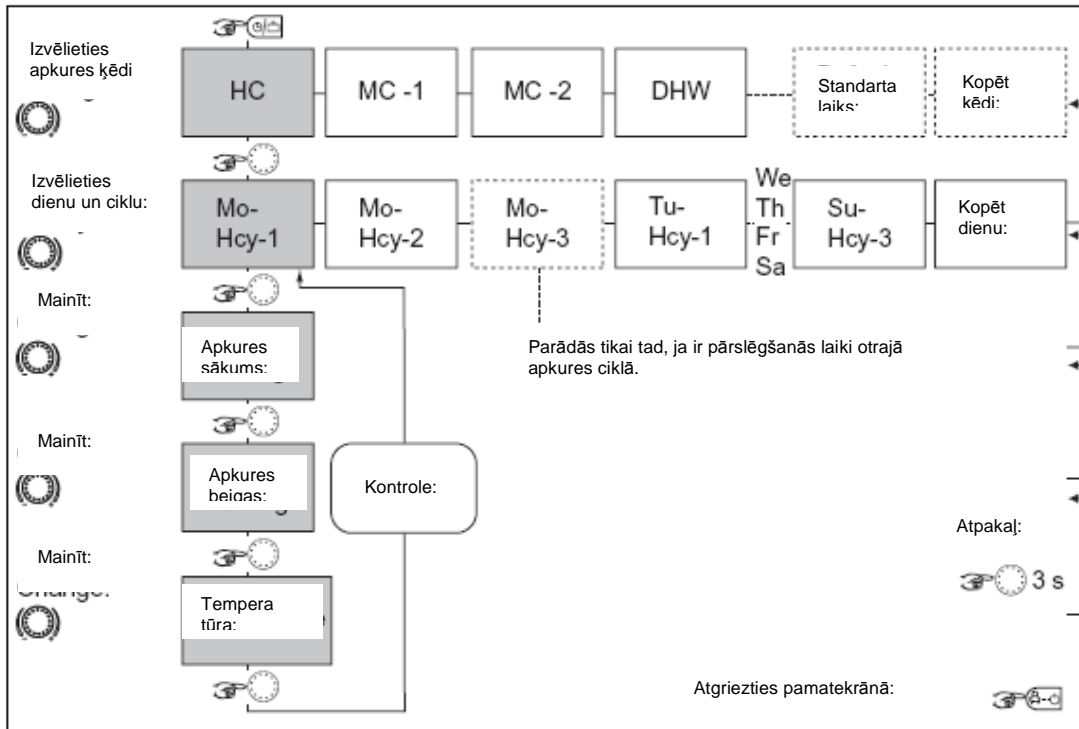 Izvēlieties
apkures ķēdi
HC
MC -1
MC -2
DHW
Standarta
laiks:
Kopēt
ķēdi:
Izvēlieties
dienu un ciklu:
Mo-
Hcy-1
Mo-
Hcy-2
Mo-
Hcy-3
Tu-
Hcy-1
We
Th
Fr
Sa
Su-
Hcy-3
Kopēt
dienu:
Mainīt:
Apkures
sākums:
Parādās tikai tad, ja ir pārslēgšanās laiki otrajā
apkures ciklā.
Mainīt:
Apkures
beigas:
Kontrole:
Atpakaļ:
3 s
Mainīt:
Tempera
tūra:
Atgriezties pamatekrānā: